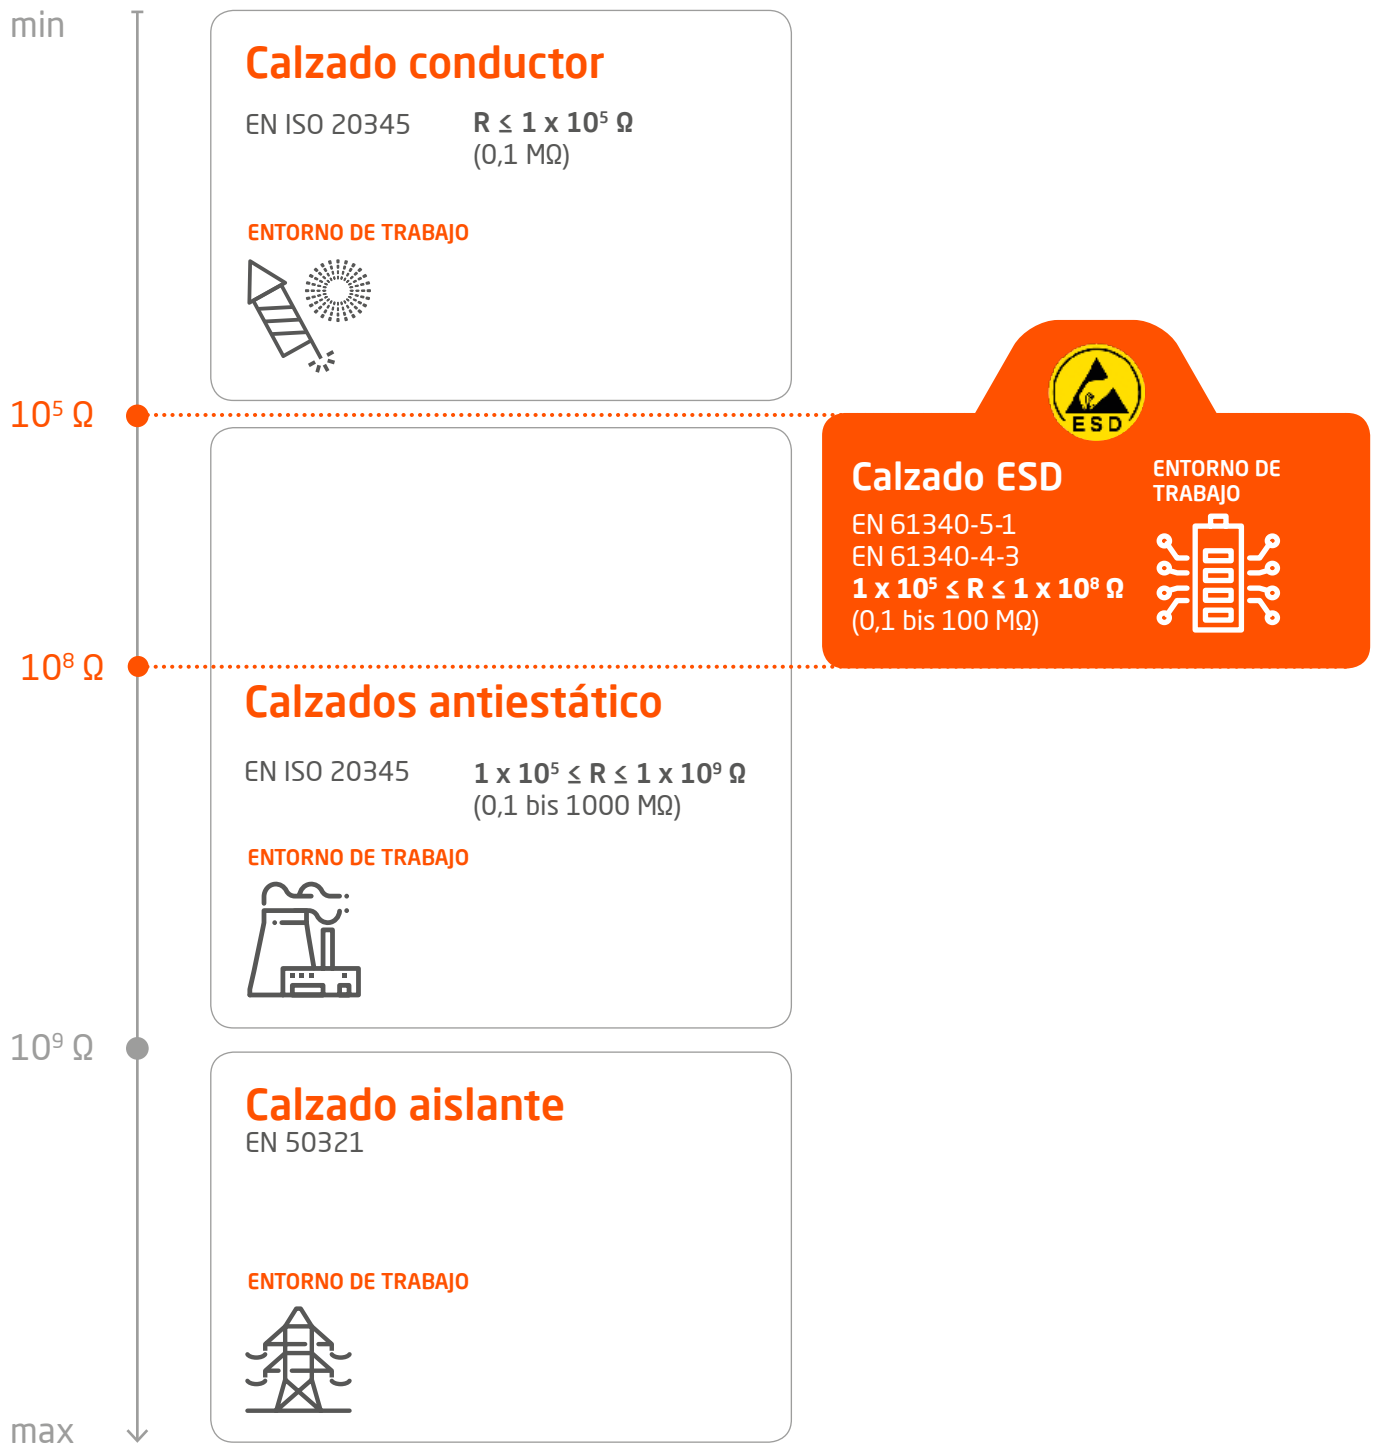 min
Calzado conductor
EN ISO 20345
R ≤ 1 x 10⁵ Ω
(0,1 MΩ)
ENTORNO DE TRABAJO
10⁵ Ω
ESD
Calzado ESD
EN 61340-5-1
EN 61340-4-3
1 x 10⁵ ≤ R ≤ 1 x 10⁸ Ω
(0,1 bis 100 MΩ)
ENTORNO DE
TRABAJO
10⁸ Ω
Calzados antiestático
EN ISO 20345
1 x 10⁵ ≤ R ≤ 1 x 10⁹ Ω
(0,1 bis 1000 MΩ)
ENTORNO DE TRABAJO
10⁹ Ω
Calzado aislante
EN 50321
ENTORNO DE TRABAJO
max